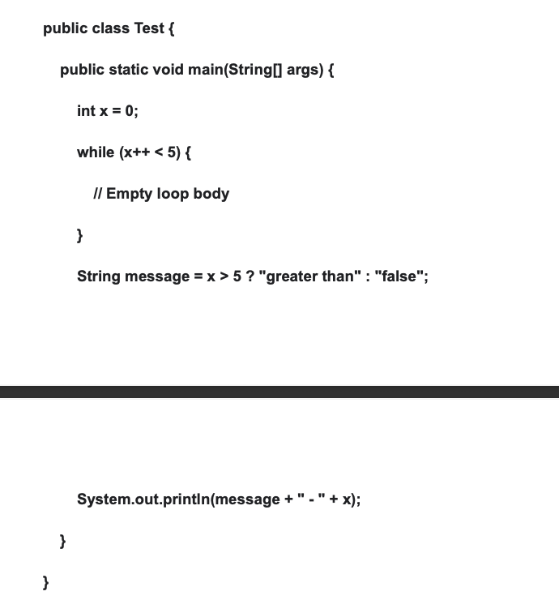 public class Test {
public static void main(String[] args) {
int x = 0;
while (x++ < 5) {
// Empty loop body
}
String message = x > 5 ? "greater than" : "false";
System.out.println(message + " - " + x);
}
}